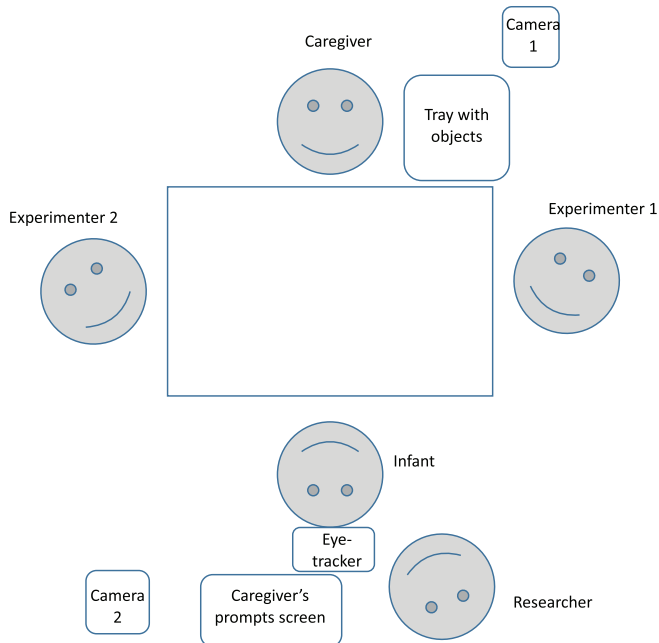 Camera
1
Caregiver
Tray with
objects
Experimenter 2
Experimenter 1
Infant
Eye-
tracker
Camera
2
Caregiver’s
prompts screen
Researcher